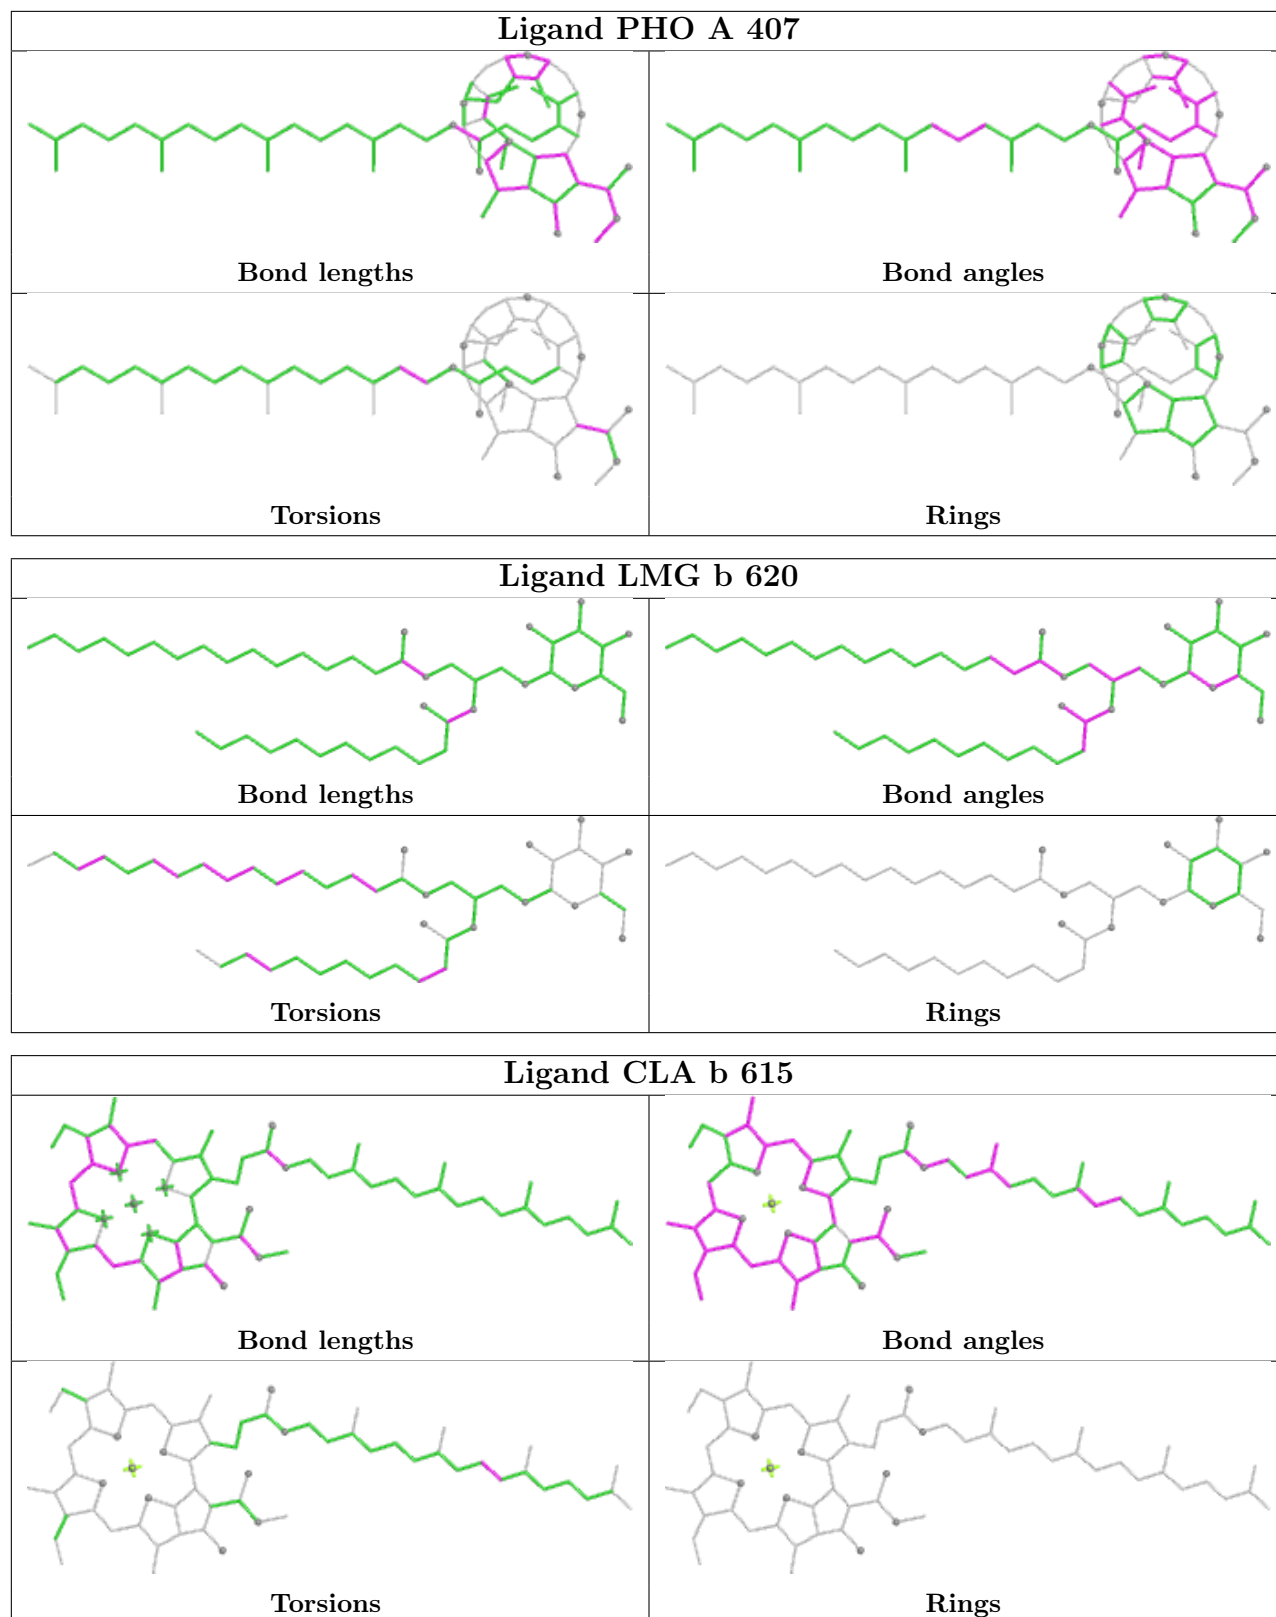 Ligand PHO A 407
Bond lengths
Bond angles
Torsions
Rings
Ligand LMG b 620
Bond lengths
Bond angles
Torsions
Rings
Ligand CLA b 615
Bond lengths
Bond angles
Torsions
Rings